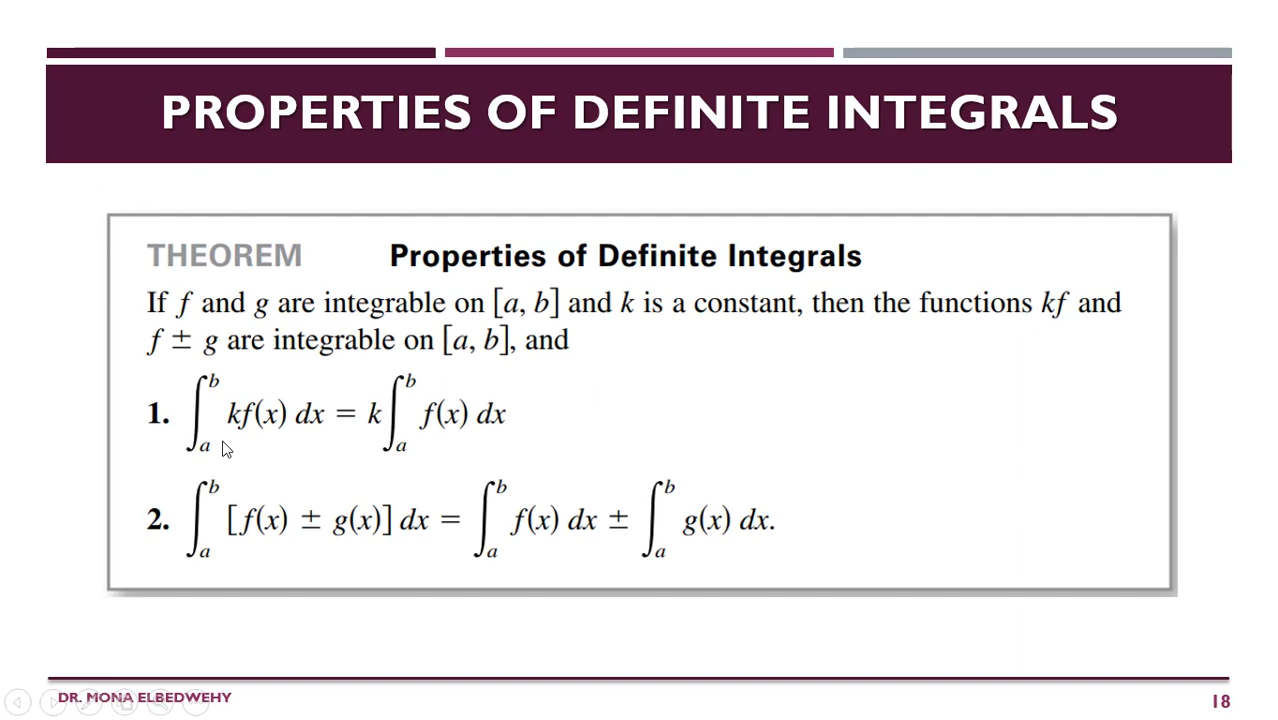 PROPERTIES OF DEFINITE INTEGRALS
THEOREM Properties of Definite Integrals
If f and g are integrable on [a, b] and k is a constant, then the functions kf and
f ± g are integrable on [a, b], and
1. ∫_a^b kf(x) dx = k∫_a^b f(x) dx
2. ∫_a^b [f(x) ± g(x)] dx = ∫_a^b f(x) dx ± ∫_a^b g(x) dx.
DR. MONA ELBEDWEHY 18